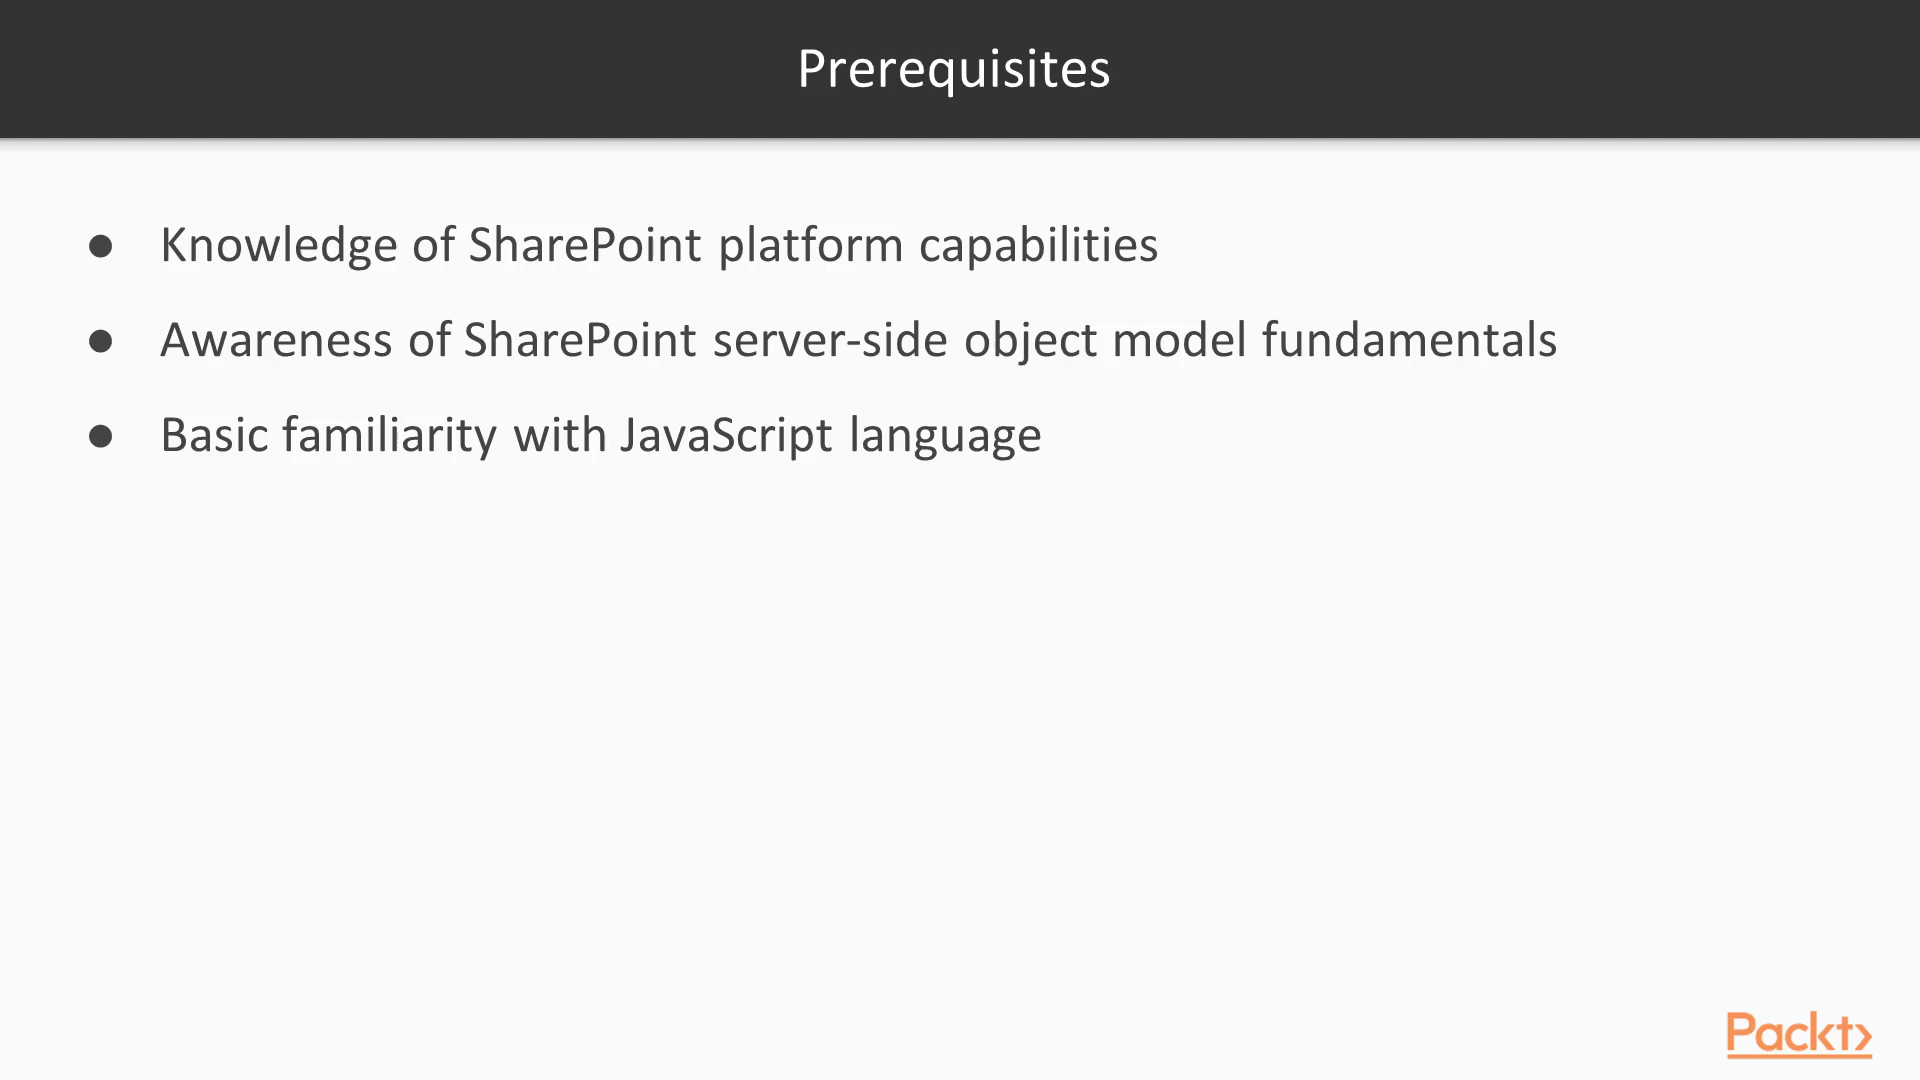 Prerequisites
● Knowledge of SharePoint platform capabilities
● Awareness of SharePoint server-side object model fundamentals
● Basic familiarity with JavaScript language
Packt>